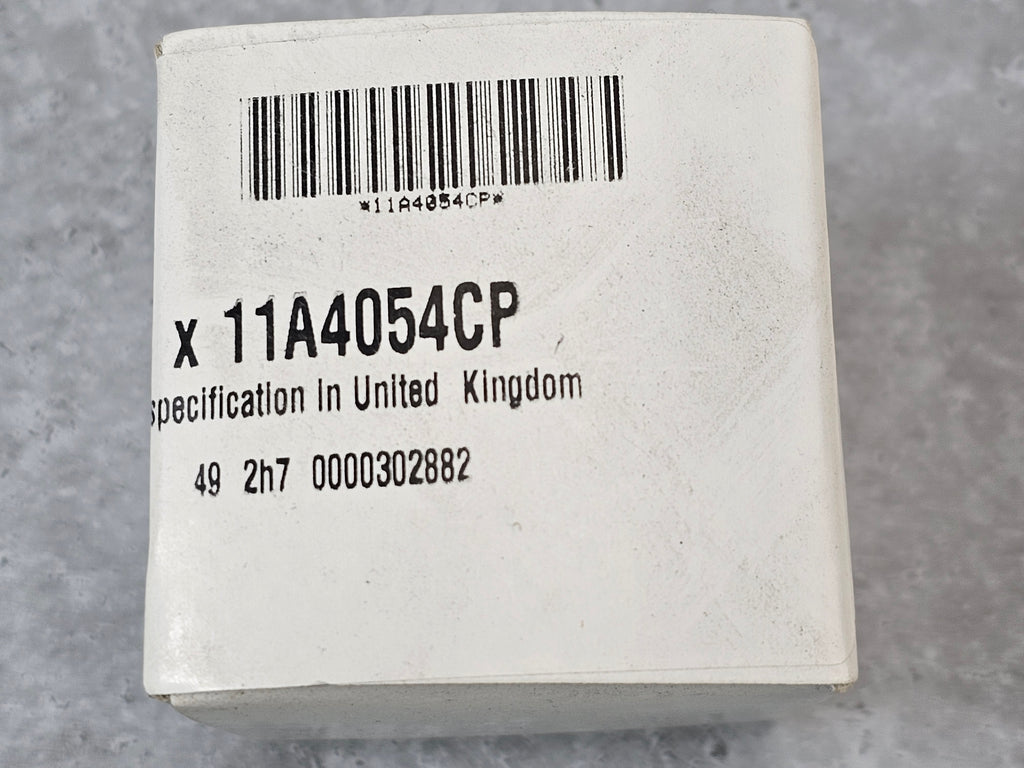 *11A4054CP*
x 11A4054CP
specification in United Kingdom
49 2h7 0000302882